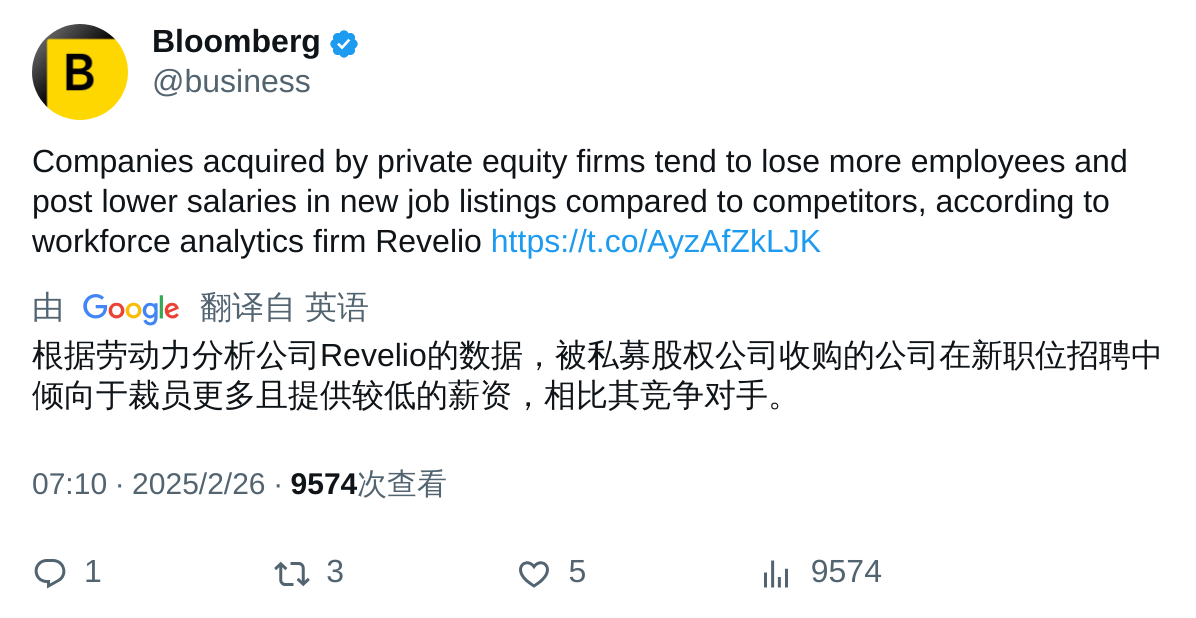 B
Bloomberg
@business
Companies acquired by private equity firms tend to lose more employees and
post lower salaries in new job listings compared to competitors, according to
workforce analytics firm Revelio https://t.co/AyzAfZkLJK
由 Google 翻译自 英语
根据劳动力分析公司Revelio的数据，被私募股权公司收购的公司在新职位招聘中
倾向于裁员更多且提供较低的薪资，相比其竞争对手。
07:10 · 2025/2/26 · 9574次查看
1 3 5 9574